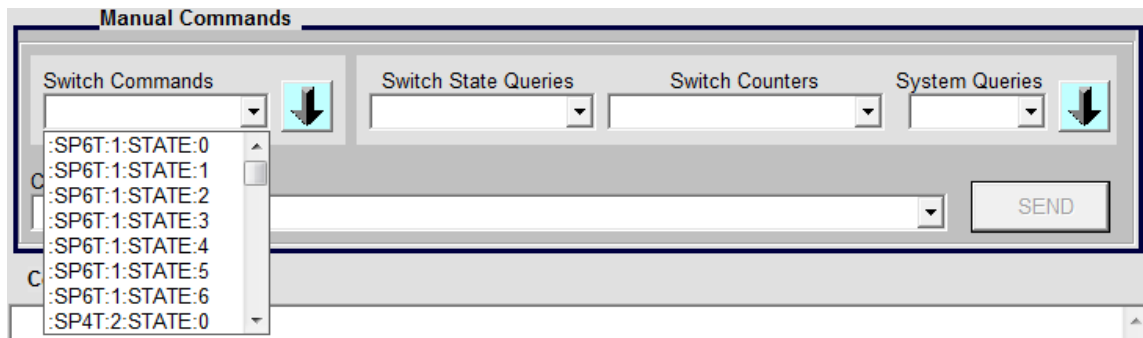 Manual Commands
Switch Commands
Switch State Queries
Switch Counters
System Queries
:SP6T:1:STATE:0
:SP6T:1:STATE:1
:SP6T:1:STATE:2
:SP6T:1:STATE:3
:SP6T:1:STATE:4
:SP6T:1:STATE:5
:SP6T:1:STATE:6
:SP4T:2:STATE:0
SEND